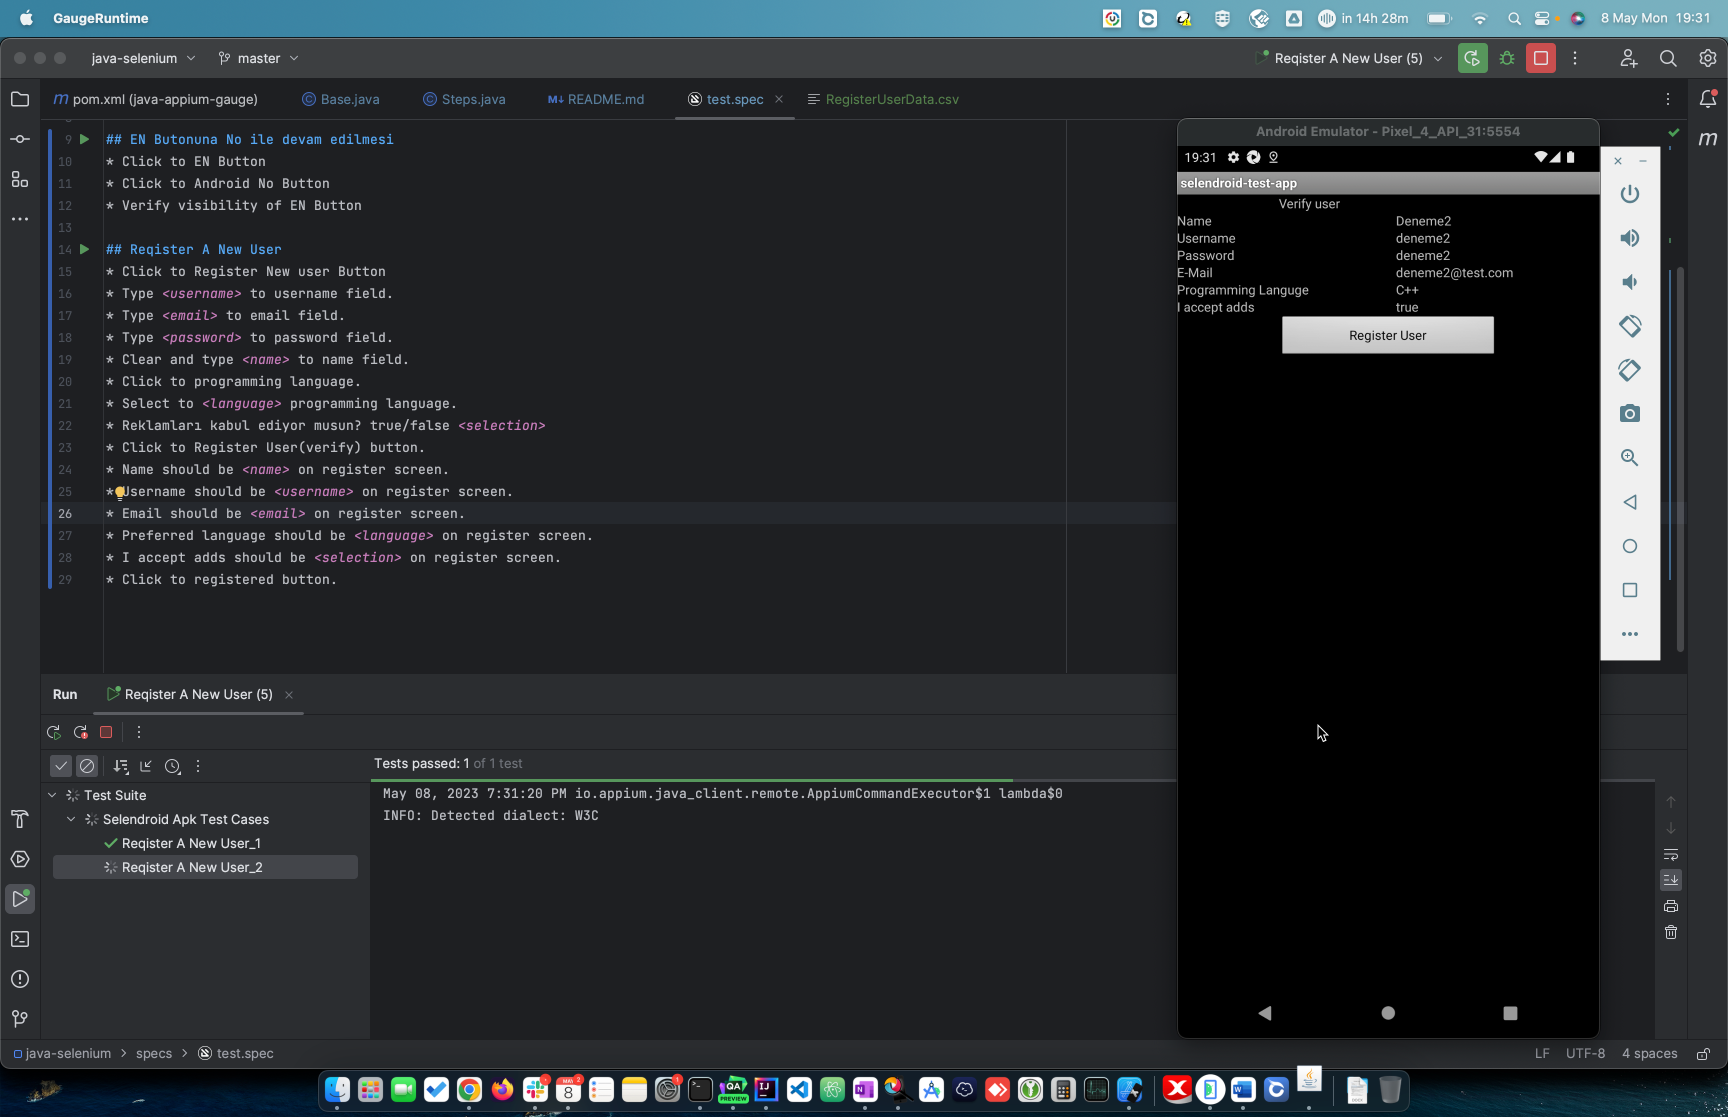 GaugeRuntime
in 14h 28m
8 May Mon 19:31
java-selenium
master
Reqister A New User (5)
pom.xml (java-appium-gauge)
Base.java
Steps.java
README.md
test.spec
RegisterUserData.csv
9 ## EN Butonuna No ile devam edilmesi
10 * Click to EN Button
11 * Click to Android No Button
12 * Verify visibility of EN Button
13
14 ## Reqister A New User
15 * Click to Register New user Button
16 * Type <username> to username field.
17 * Type <email> to email field.
18 * Type <password> to password field.
19 * Clear and type <name> to name field.
20 * Click to programming language.
21 * Select to <language> programming language.
22 * Reklamları kabul ediyor musun? true/false <selection>
23 * Click to Register User(verify) button.
24 * Name should be <name> on register screen.
25 * Username should be <username> on register screen.
26 * Email should be <email> on register screen.
27 * Preferred language should be <language> on register screen.
28 * I accept adds should be <selection> on register screen.
29 * Click to registered button.
Android Emulator - Pixel_4_API_31:5554
19:31
selendroid-test-app
Verify user
Name Deneme2
Username deneme2
Password deneme2
E-Mail deneme2@test.com
Programming Languge C++
I accept adds true
Register User
Run
Reqister A New User (5)
Tests passed: 1 of 1 test
Test Suite
Selendroid Apk Test Cases
Reqister A New User_1
Reqister A New User_2
May 08, 2023 7:31:20 PM io.appium.java_client.remote.AppiumCommandExecutor$1 lambda$0
INFO: Detected dialect: W3C
java-selenium > specs > test.spec
LF UTF-8 4 spaces